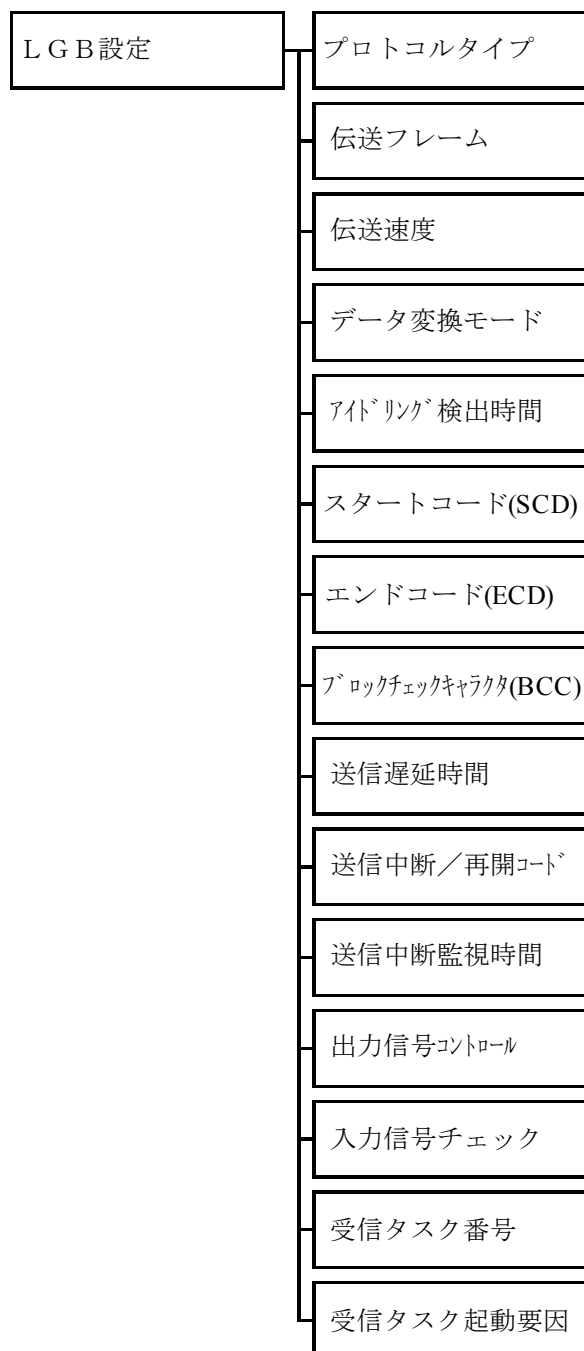 ＬＧＢ設定
プロトコルタイプ
伝送フレーム
伝送速度
データ変換モード
ｱｲﾄﾞﾘﾝｸﾞ検出時間
スタートコード(SCD)
エンドコード(ECD)
ﾌﾞﾛｯｸﾁｪｯｸｷｬﾗｸﾀ(BCC)
送信遅延時間
送信中断／再開ｺｰﾄﾞ
送信中断監視時間
出力信号ｺﾝﾄﾛｰﾙ
入力信号チェック
受信タスク番号
受信タスク起動要因